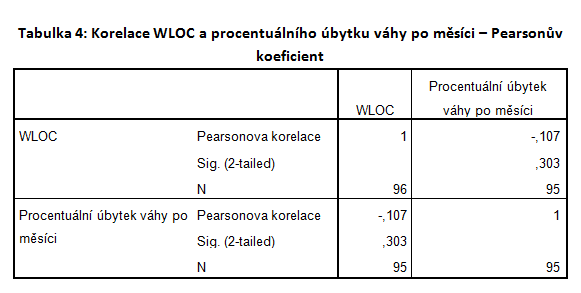 Tabulka 4: Korelace WLOC a procentuálního úbytku váhy po měsíci – Pearsonův
koeficient
WLOC Procentuální úbytek
váhy po měsíci
WLOC Pearsonova korelace 1 -,107
Sig. (2-tailed) ,303
N 96 95
Procentuální úbytek váhy po
měsíci
Pearsonova korelace -,107 1
Sig. (2-tailed) ,303
N 95 95